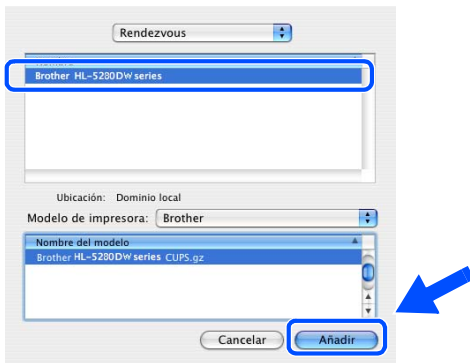 Rendezvous
Brother HL-5280DW series
Ubicación: Dominio local
Modelo de impresora: Brother
Nombre del modelo
Brother HL-5280DW series CUPS.gz
Cancelar Añadir